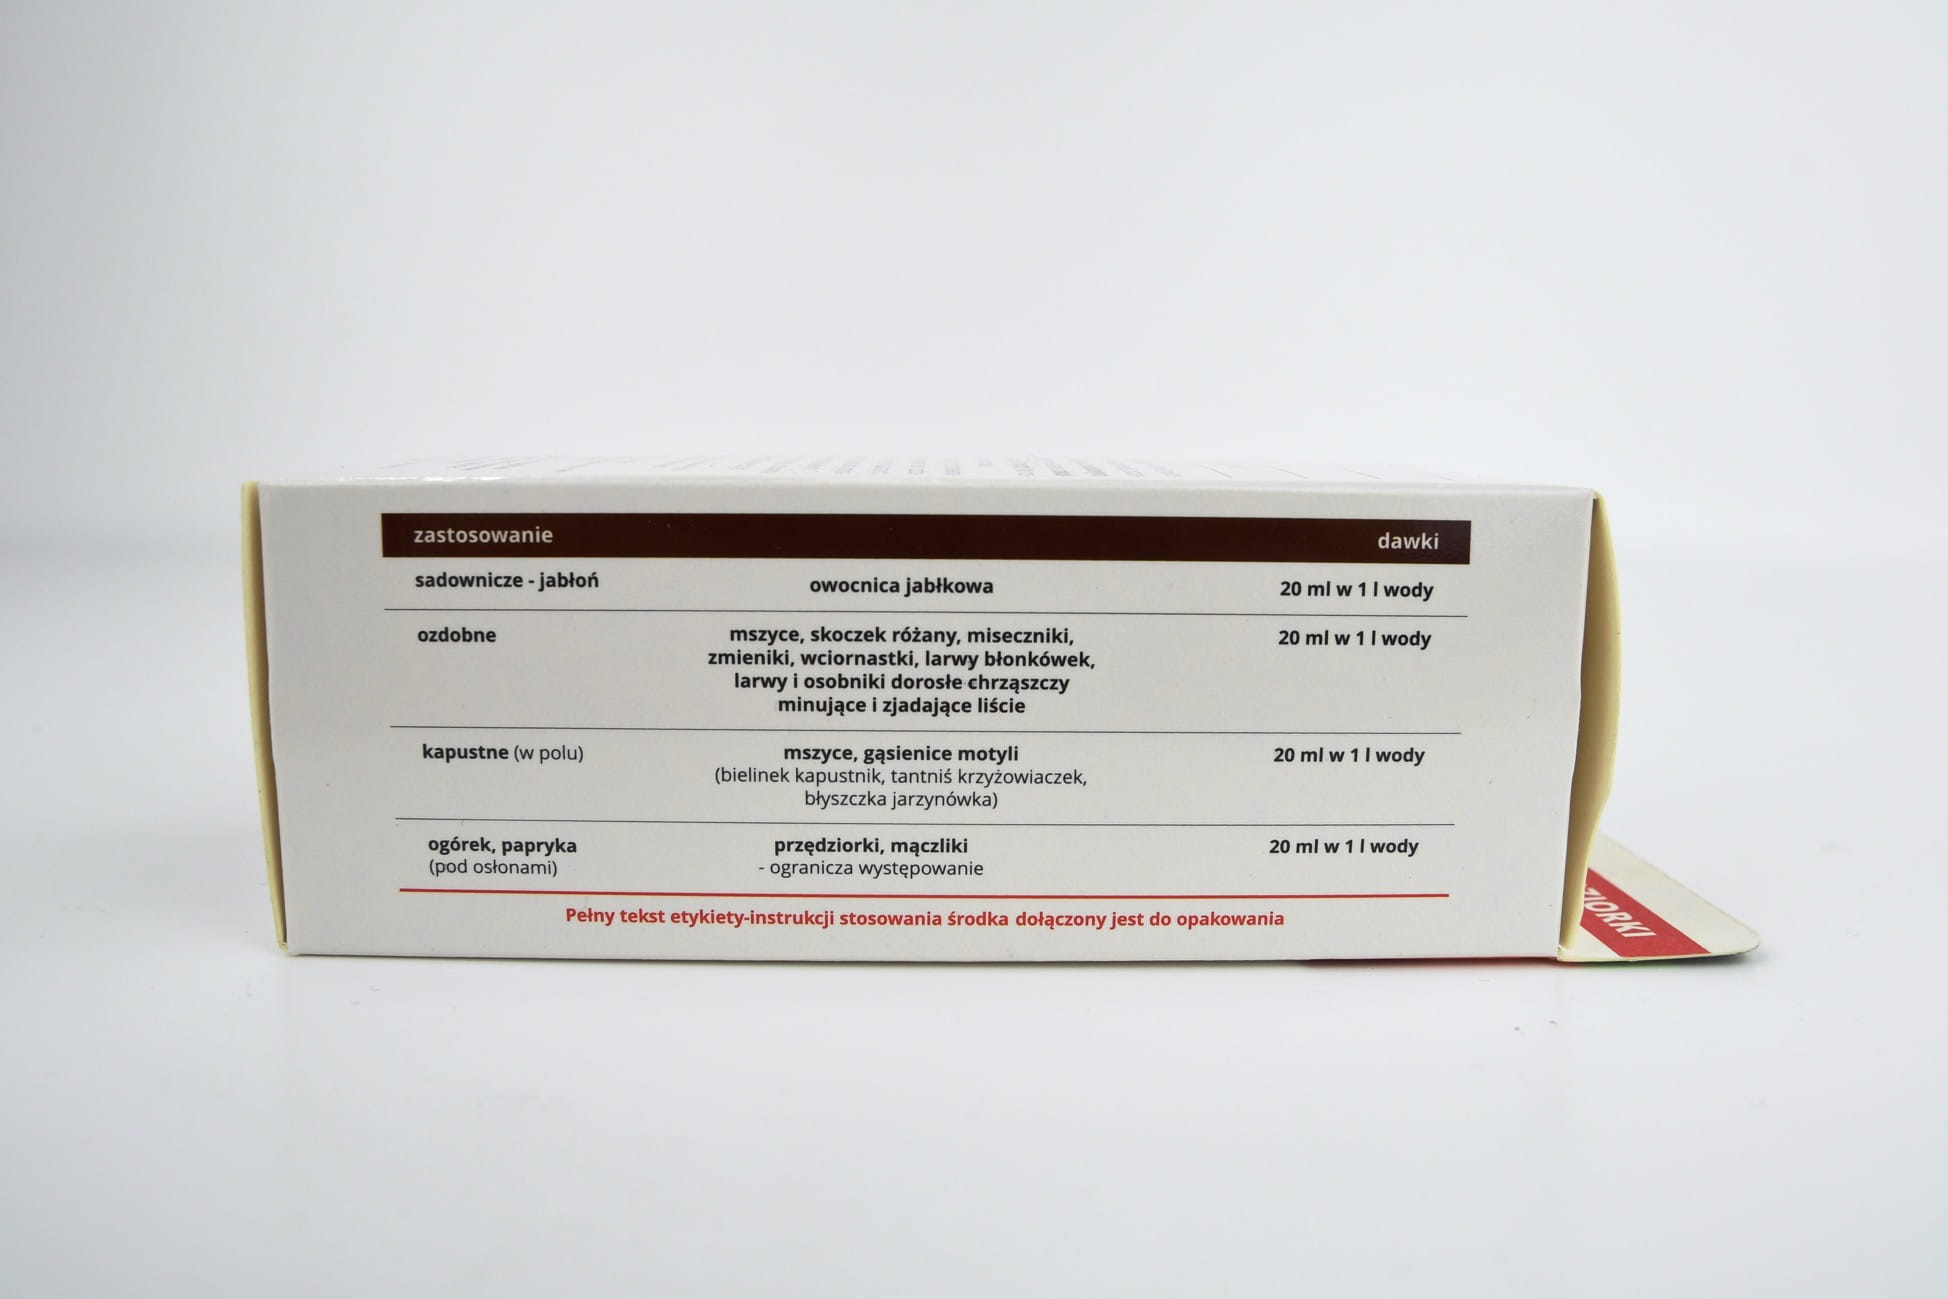 zastosowanie dawki
sadownicze - jabłoń owocnica jabłkowa 20 ml w 1 l wody
ozdobne mszyce, skoczek różany, miseczniki, 20 ml w 1 l wody
zmieniki, wciornastki, larwy błonkówek,
larwy i osobniki dorosłe chrząszczy
minujące i zjadające liście
kapustne (w polu) mszyce, gąsienice motyli 20 ml w 1 l wody
(bielinek kapustnik, tantniś krzyżowiaczek,
błyszczka jarzynówka)
ogórek, papryka przędziorki, mączliki 20 ml w 1 l wody
(pod osłonami) - ogranicza występowanie
Pełny tekst etykiety-instrukcji stosowania środka dołączony jest do opakowania